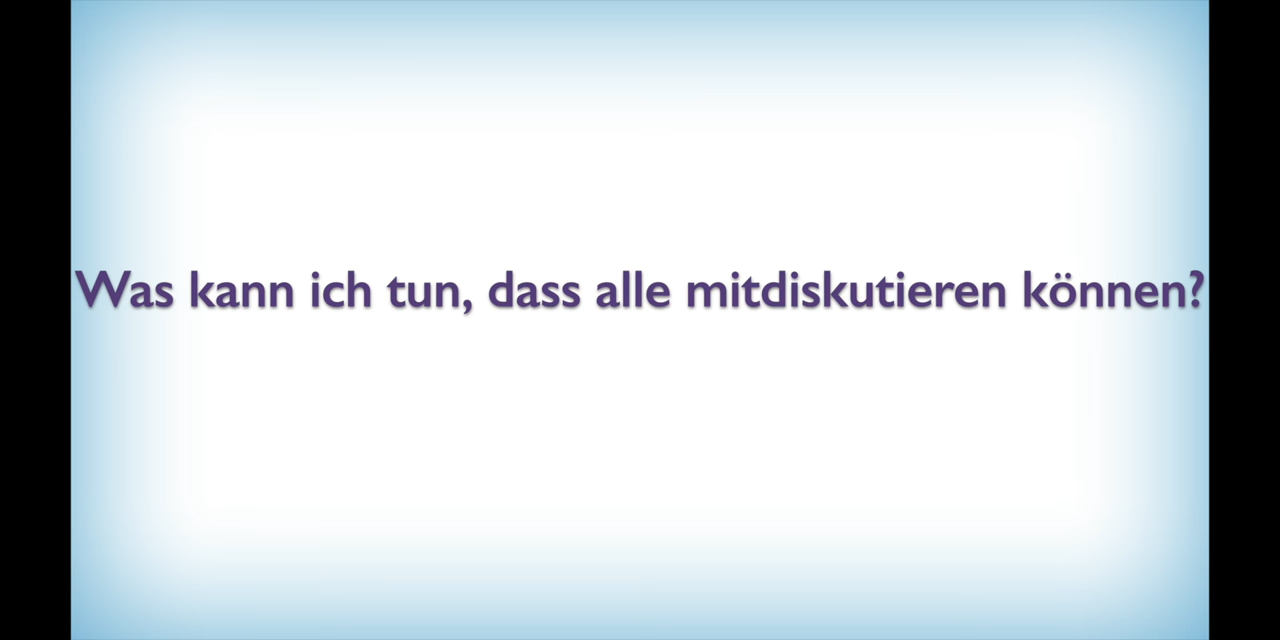 Was kann ich tun, dass alle mitdiskutieren können?